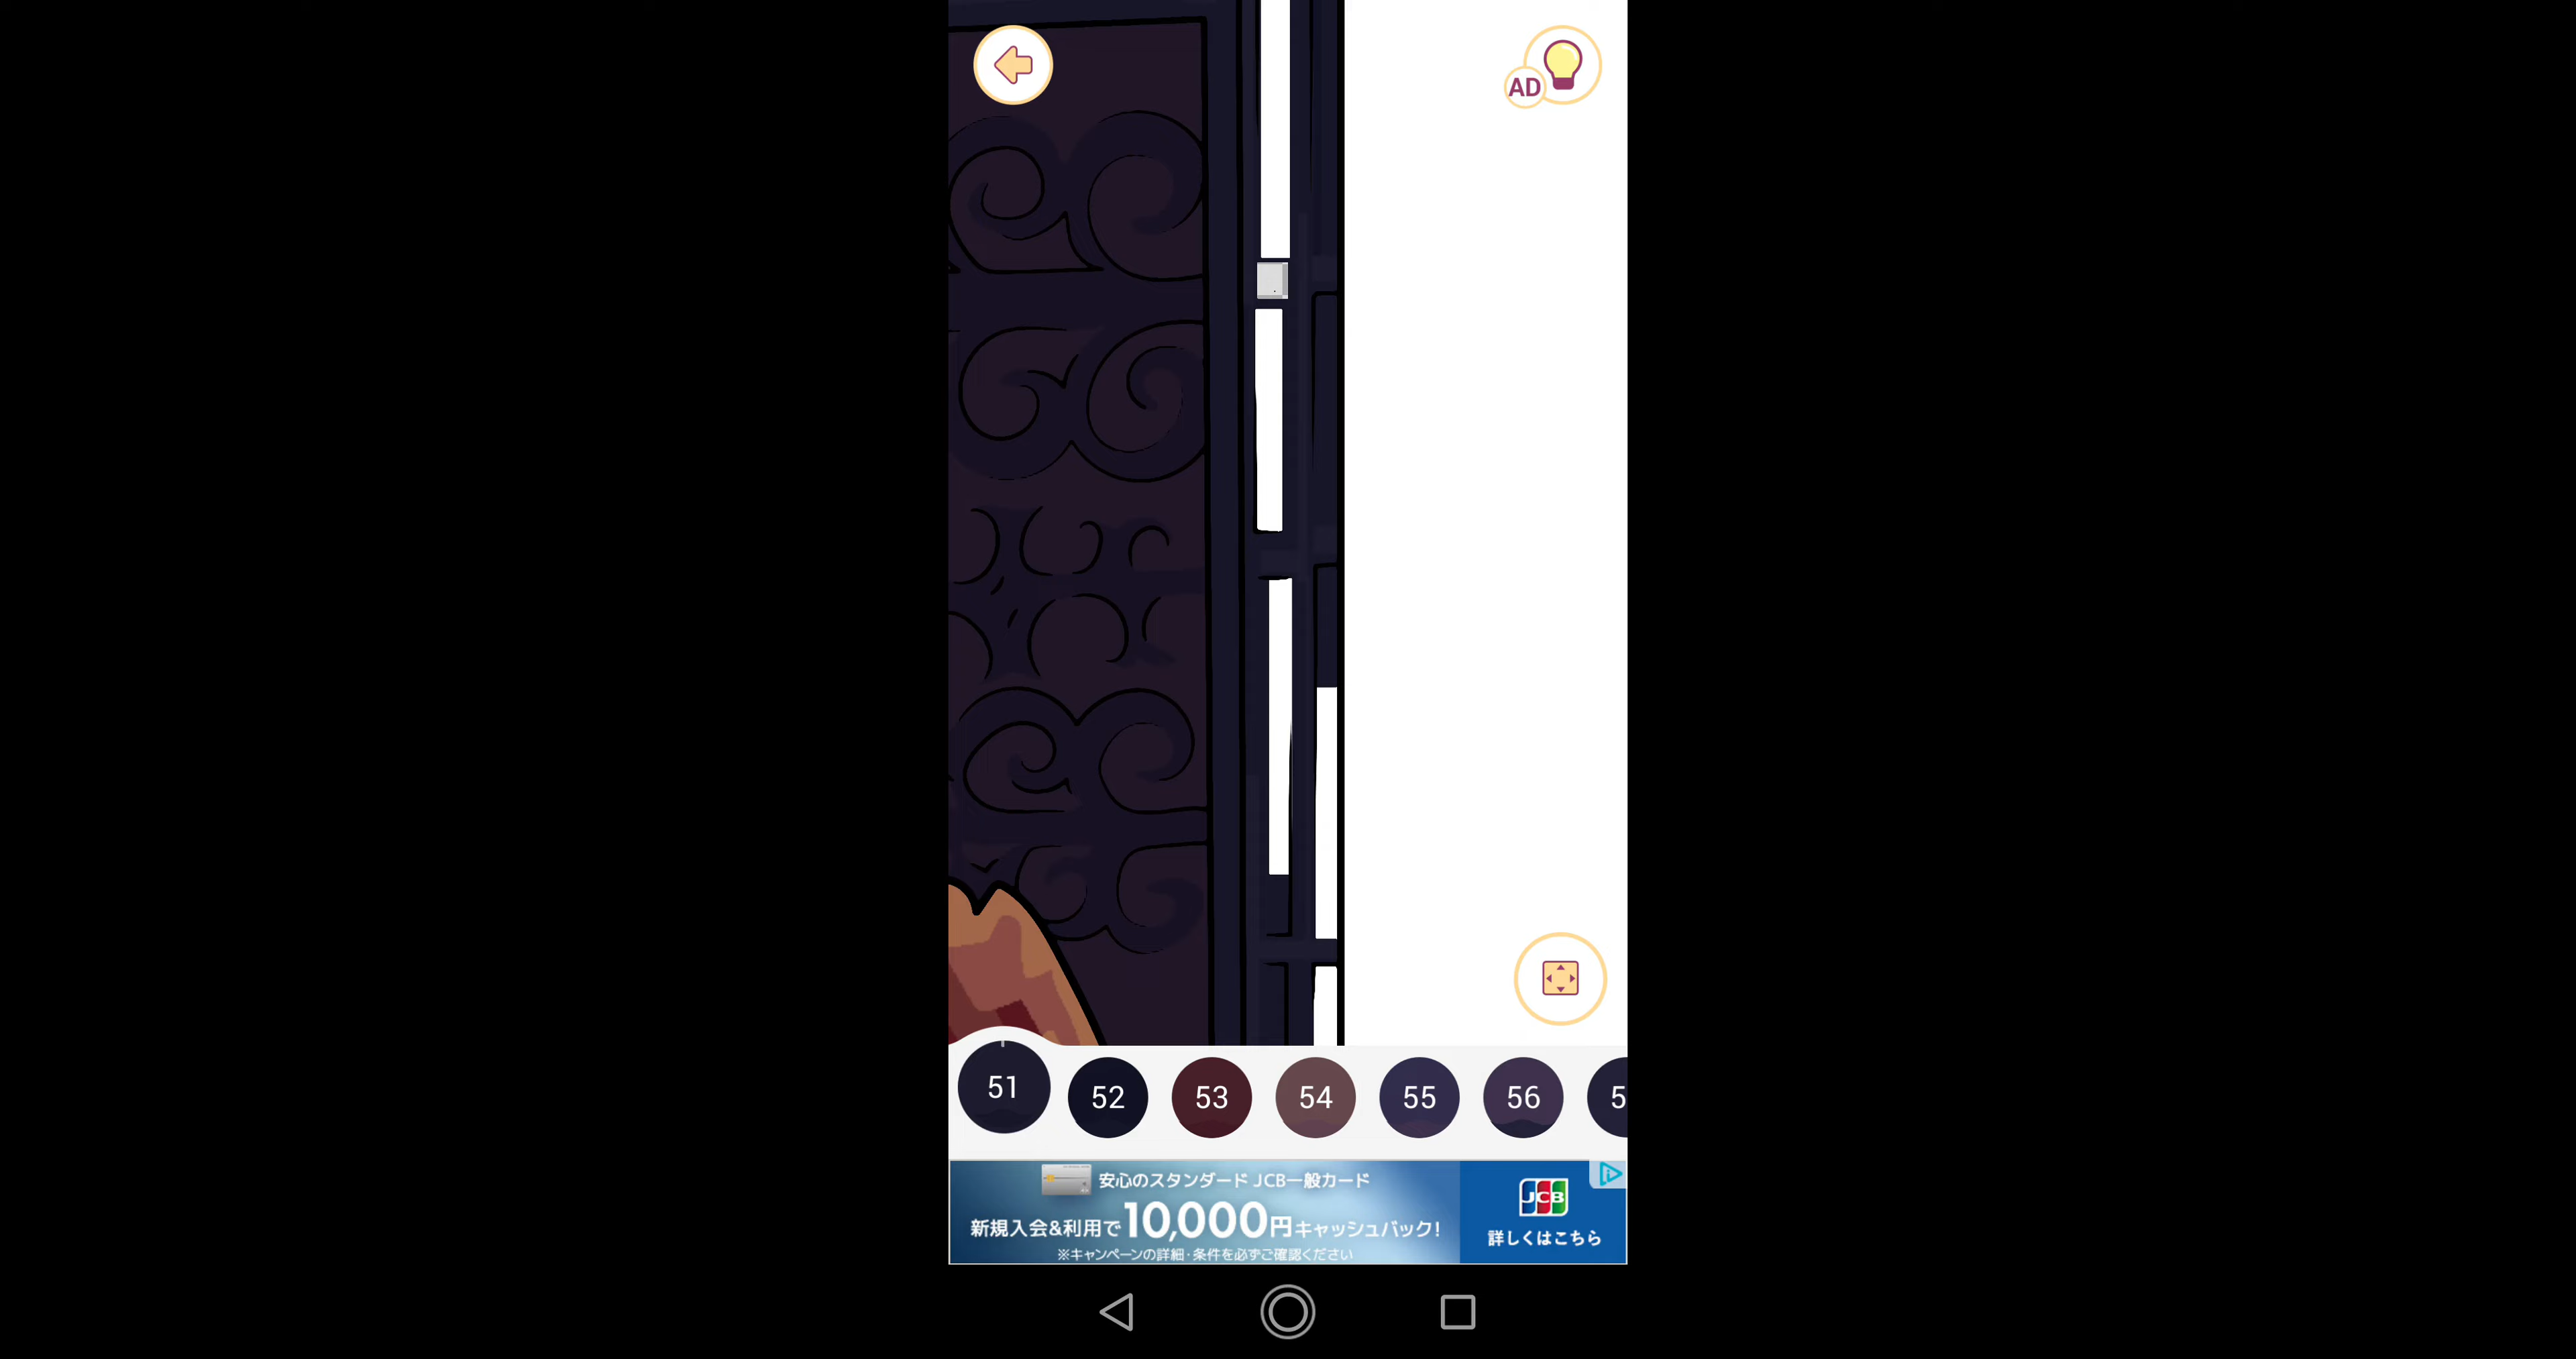 AD
51 52 53 54 55 56 5
安心のスタンダード JCB一般カード
新規入会&利用で10,000円キャッシュバック!
※キャンペーンの詳細・条件を必ずご確認ください
JCB
詳しくはこちら